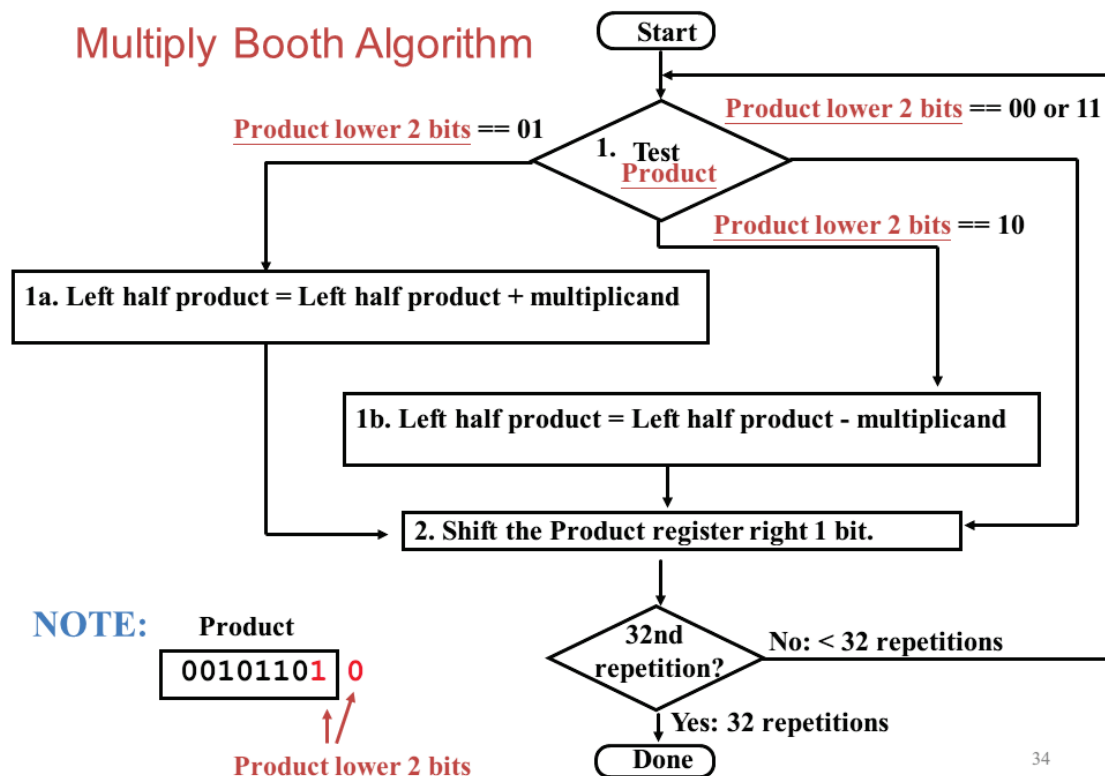 Multiply Booth Algorithm
Start
Product lower 2 bits == 01
Product lower 2 bits == 00 or 11
1. Test
Product
Product lower 2 bits == 10
1a. Left half product = Left half product + multiplicand
1b. Left half product = Left half product - multiplicand
2. Shift the Product register right 1 bit.
NOTE:
Product
00101101 0
Product lower 2 bits
32nd
repetition?
No: < 32 repetitions
Yes: 32 repetitions
Done
34